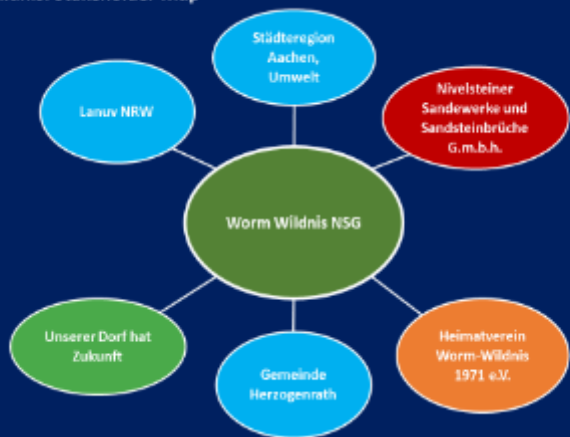 Städteregion
Aachen,
Umwelt
Lanuv NRW
Nivelsteiner
Sandewerke und
Sandsteinbrüche
G.m.b.h.
Worm Wildnis NSG
Unserer Dorf hat
Zukunft
Gemeinde
Herzogenrath
Heimatverein
Worm-Wildnis
1971 e.V.